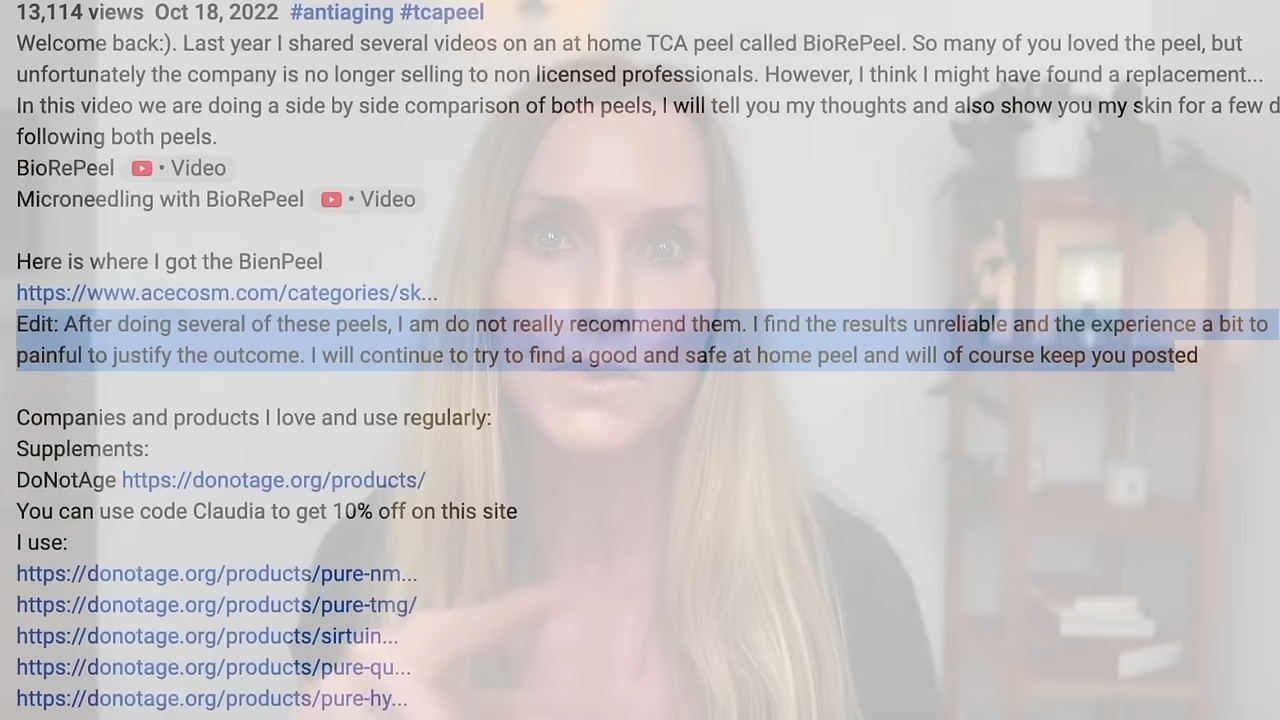 13,114 views Oct 18, 2022 #antiaging #tcapeel
Welcome back:). Last year I shared several videos on an at home TCA peel called BioRePeel. So many of you loved the peel, but
unfortunately the company is no longer selling to non licensed professionals. However, I think I might have found a replacement...
In this video we are doing a side by side comparison of both peels, I will tell you my thoughts and also show you my skin for a few
following both peels.
BioRePeel • Video
Microneedling with BioRePeel • Video
Here is where I got the BienPeel
https://www.acecosm.com/categories/sk...
Edit: After doing several of these peels, I am do not really recommend them. I find the results unreliable and the experience a bit to
painful to justify the outcome. I will continue to try to find a good and safe at home peel and will of course keep you posted
Companies and products I love and use regularly:
Supplements:
DoNotAge https://donotage.org/products/
You can use code Claudia to get 10% off on this site
I use:
https://donotage.org/products/pure-nm...
https://donotage.org/products/pure-tmg/
https://donotage.org/products/sirtuin...
https://donotage.org/products/pure-qu...
https://donotage.org/products/pure-hy...